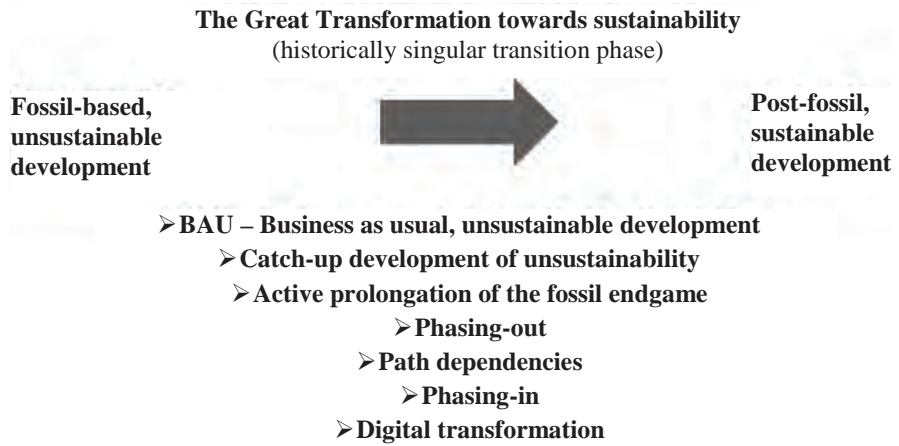 The Great Transformation towards sustainability
(historically singular transition phase)
Fossil-based,
unsustainable
development
Post-fossil,
sustainable
development
➢BAU – Business as usual, unsustainable development
➢Catch-up development of unsustainability
➢Active prolongation of the fossil endgame
➢Phasing-out
➢Path dependencies
➢Phasing-in
➢Digital transformation